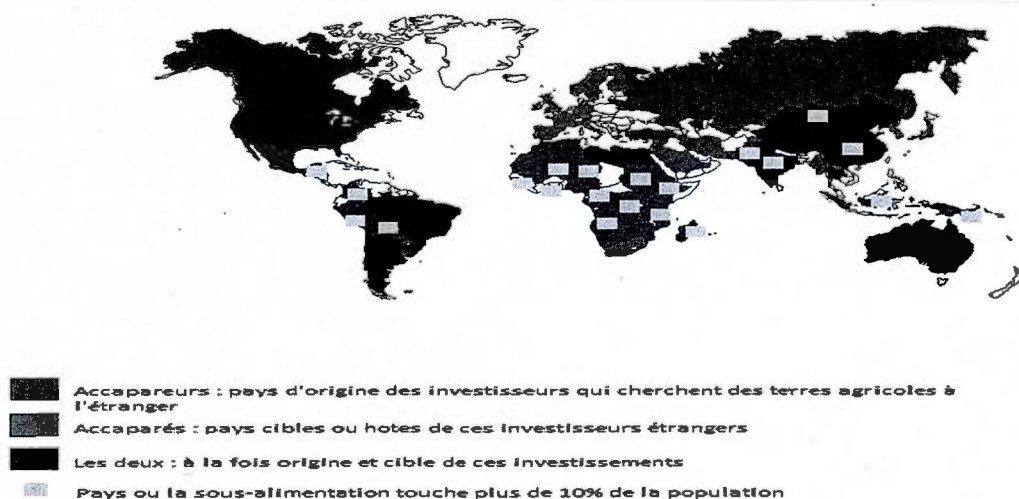 Accapareurs : pays d'origine des investisseurs qui cherchent des terres agricoles à
l'étranger
Accaparés : pays cibles ou hotes de ces investisseurs étrangers
Les deux : à la fois origine et cible de ces investissements
Pays ou la sous-alimentation touche plus de 10% de la population